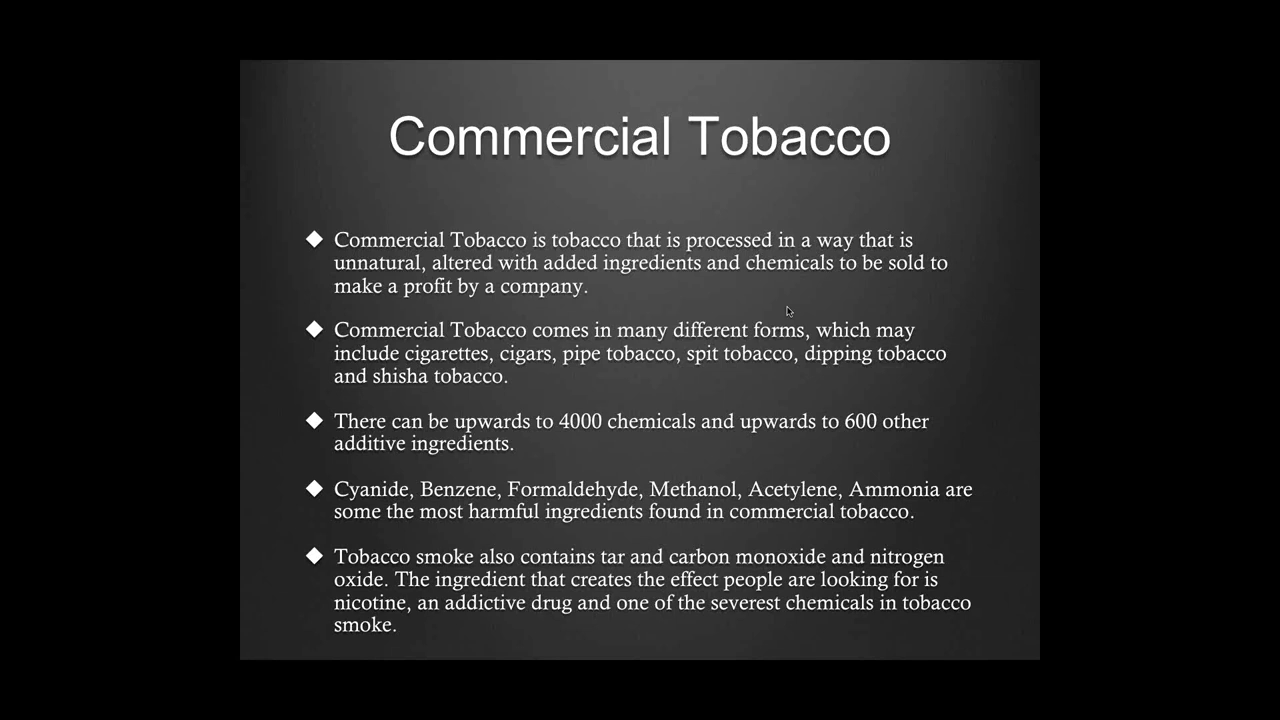 Commercial Tobacco
Commercial Tobacco is tobacco that is processed in a way that is
unnatural, altered with added ingredients and chemicals to be sold to
make a profit by a company.
Commercial Tobacco comes in many different forms, which may
include cigarettes, cigars, pipe tobacco, spit tobacco, dipping tobacco
and shisha tobacco.
There can be upwards to 4000 chemicals and upwards to 600 other
additive ingredients.
Cyanide, Benzene, Formaldehyde, Methanol, Acetylene, Ammonia are
some the most harmful ingredients found in commercial tobacco.
Tobacco smoke also contains tar and carbon monoxide and nitrogen
oxide. The ingredient that creates the effect people are looking for is
nicotine, an addictive drug and one of the severest chemicals in tobacco
smoke.